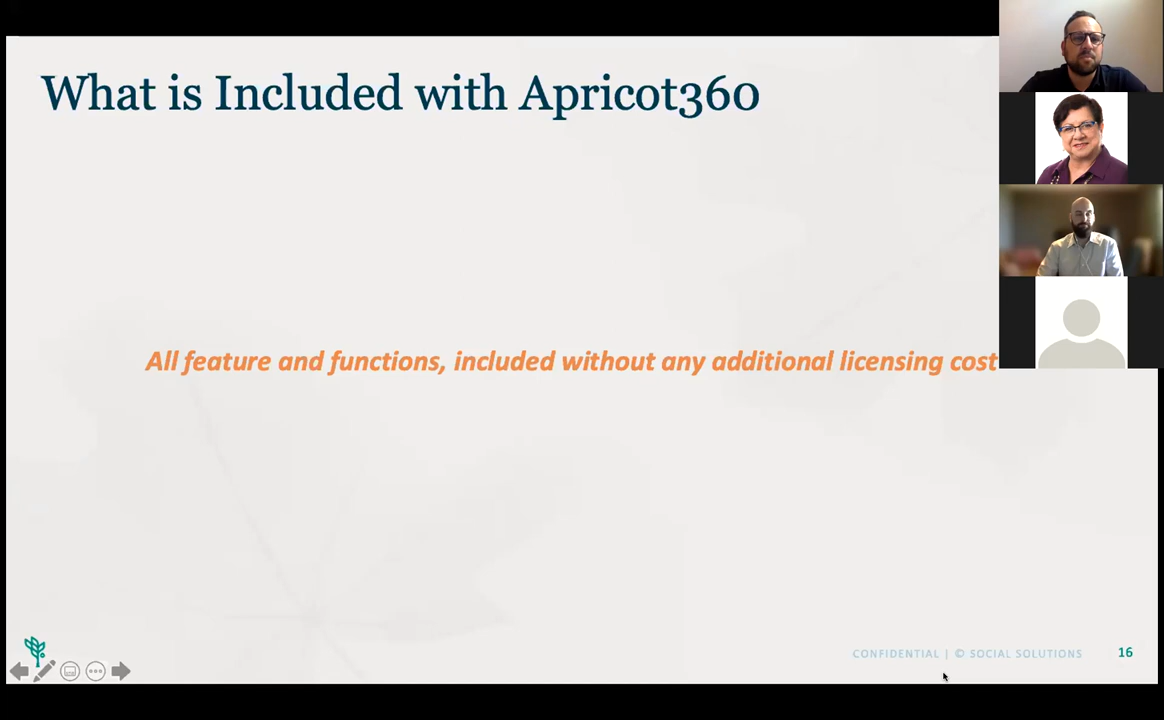 What is Included with Apricot360
All feature and functions, included without any additional licensing cost
CONFIDENTIAL | © SOCIAL SOLUTIONS 16